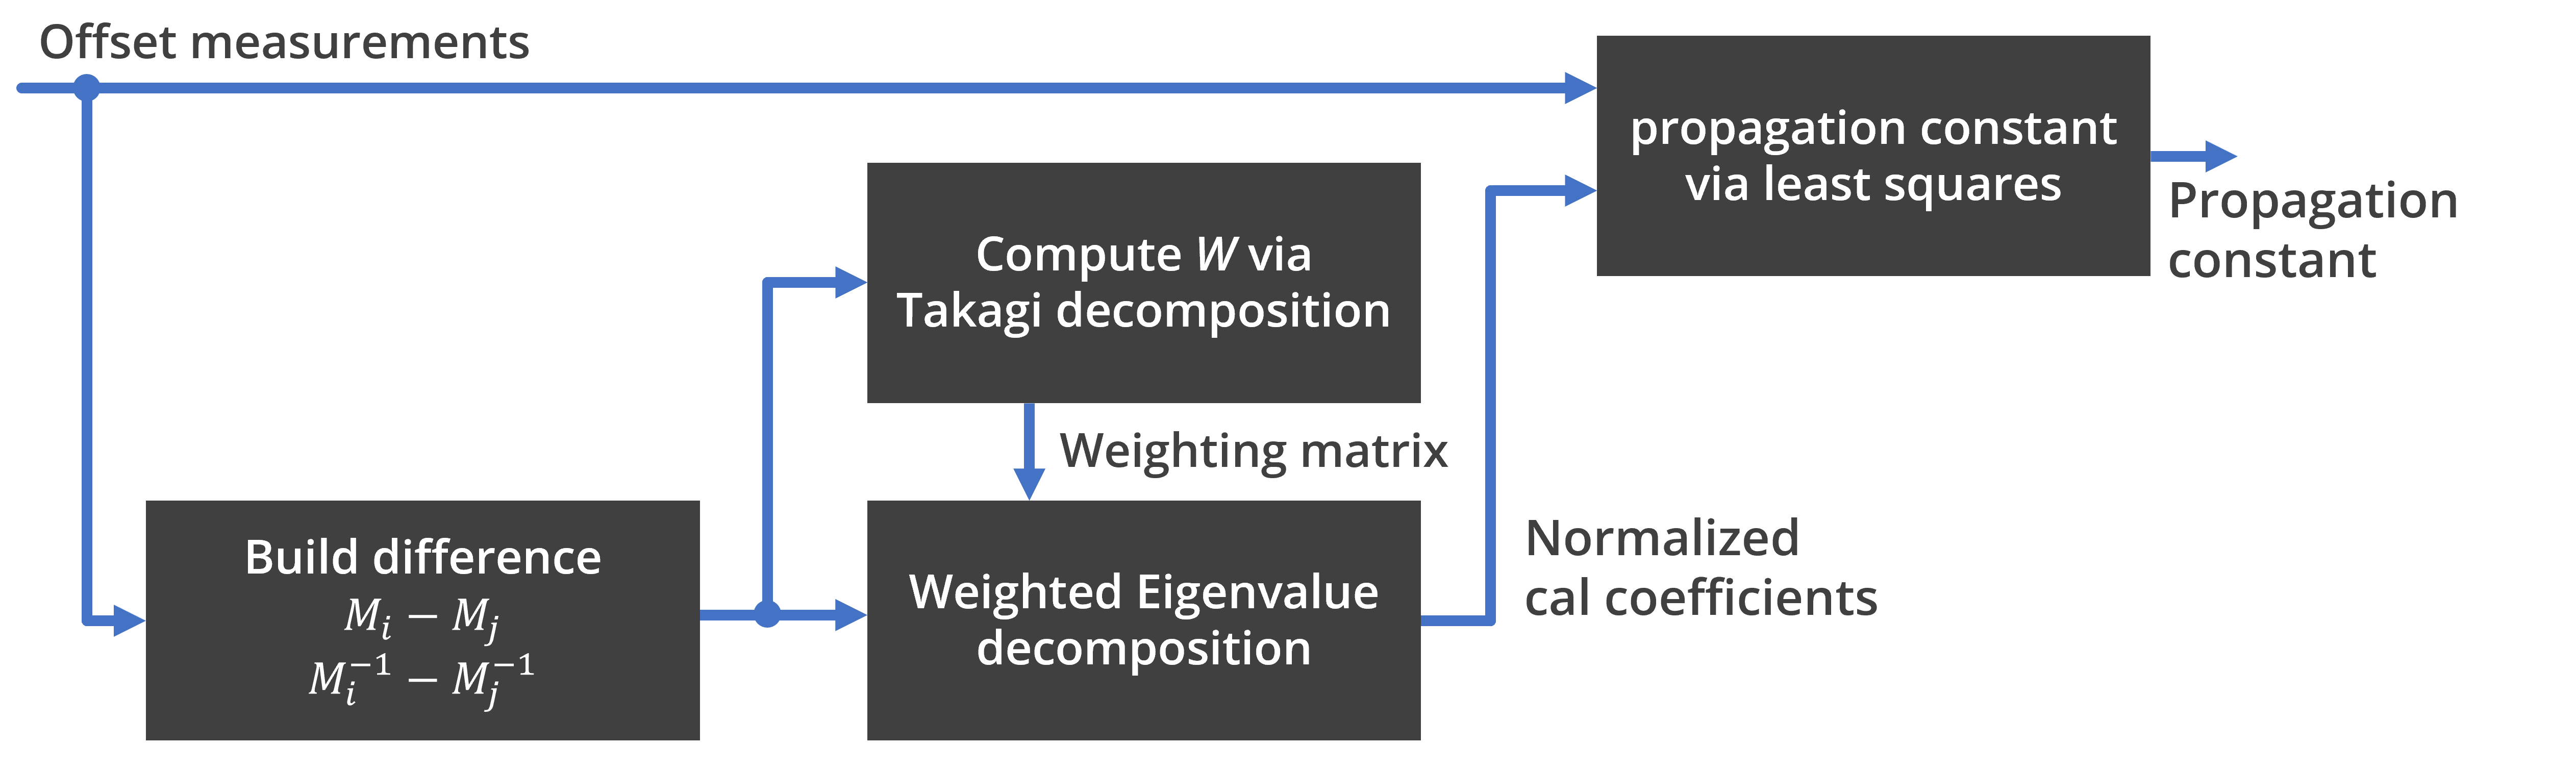 Offset measurements
propagation constant
via least squares
Propagation
constant
Compute W via
Takagi decomposition
Weighting matrix
Build difference
M_i − M_j
M_i^{−1} − M_j^{−1}
Weighted Eigenvalue
decomposition
Normalized
cal coefficients